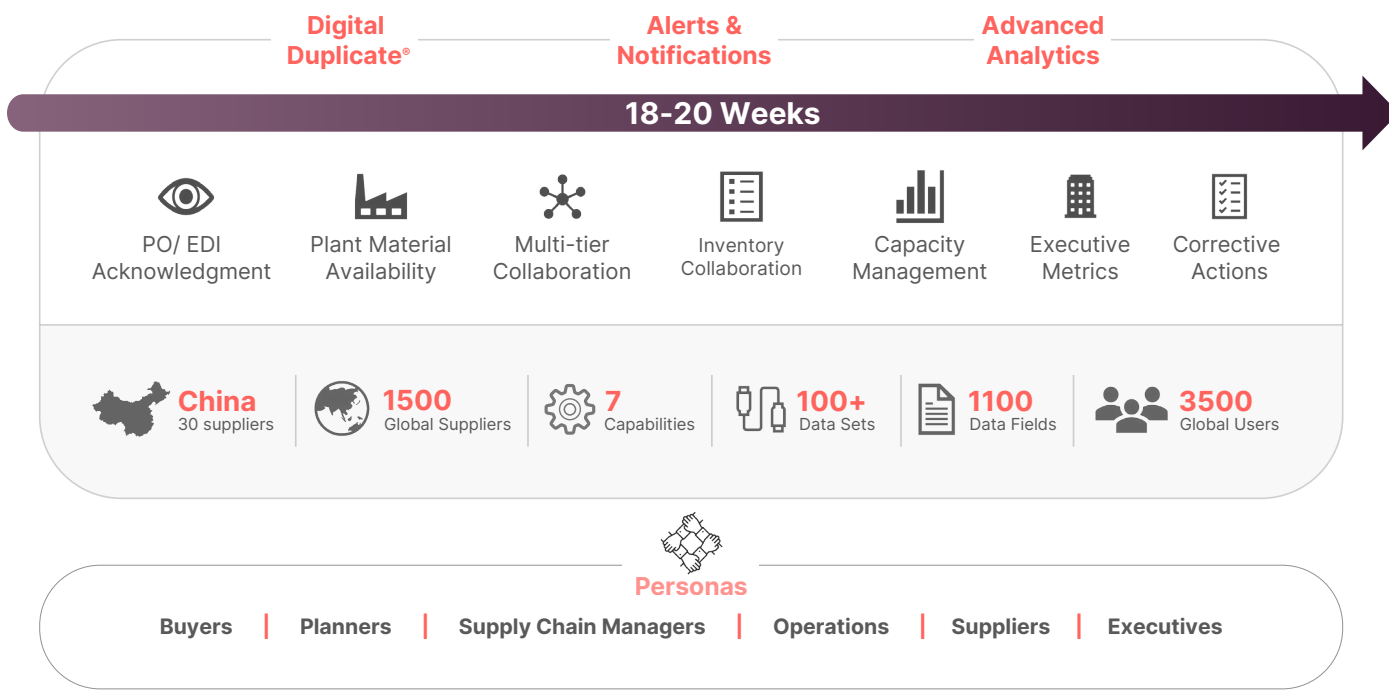 Digital
Duplicate®
Alerts &
Notifications
Advanced
Analytics
18-20 Weeks
PO/ EDI
Acknowledgment
Plant Material
Availability
Multi-tier
Collaboration
Inventory
Collaboration
Capacity
Management
Executive
Metrics
Corrective
Actions
China
30 suppliers
1500
Global Suppliers
7
Capabilities
100+
Data Sets
1100
Data Fields
3500
Global Users
Personas
Buyers | Planners | Supply Chain Managers | Operations | Suppliers | Executives